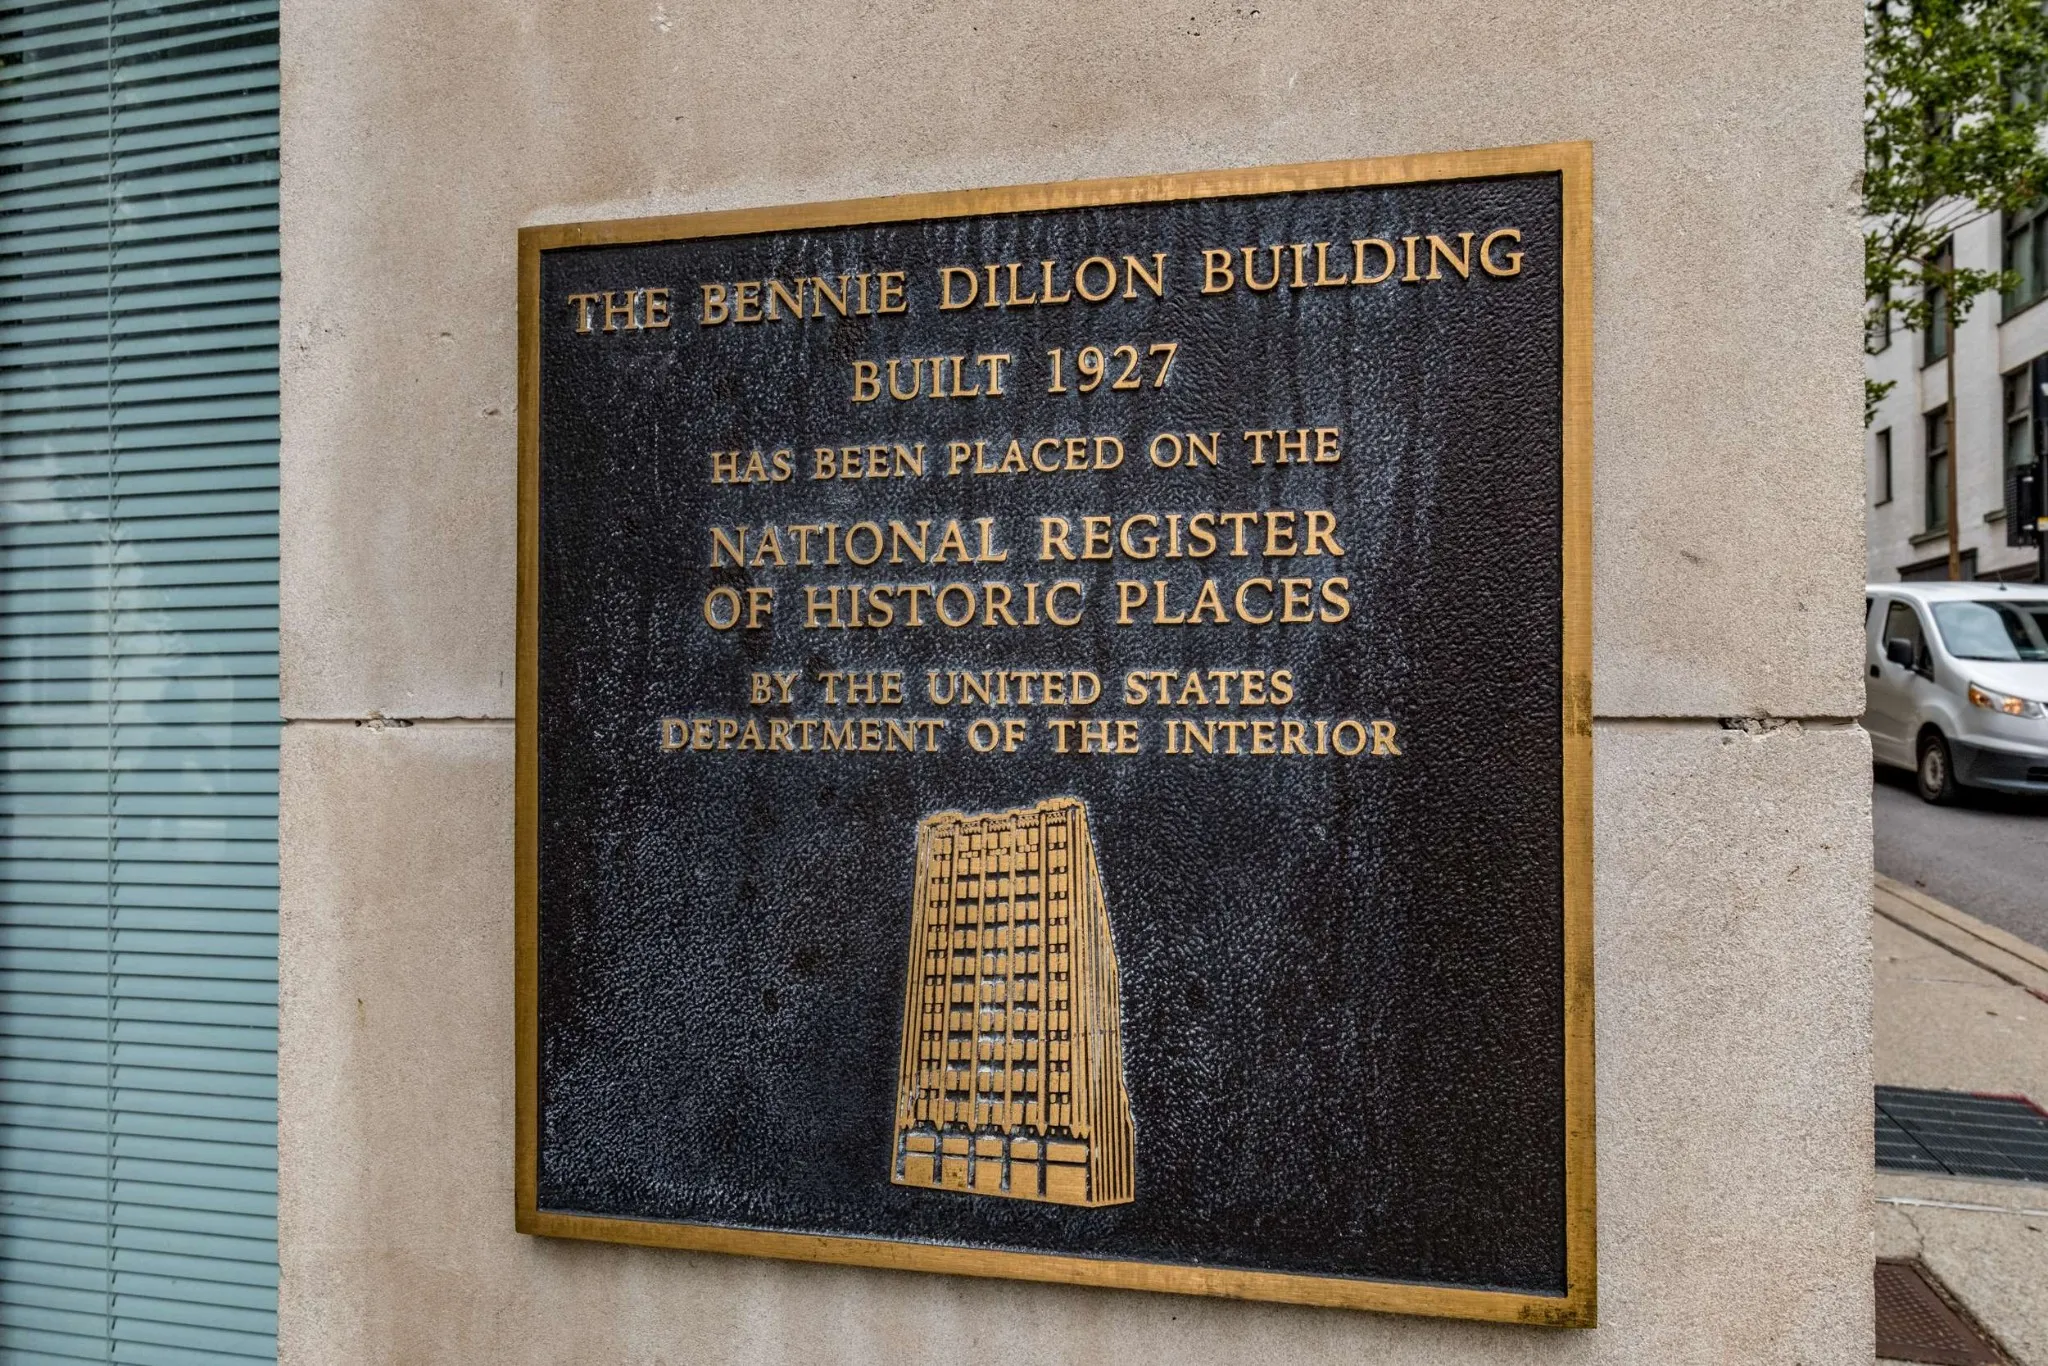 THE BENNIE DILLON BUILDING
BUILT 1927
HAS BEEN PLACED ON THE
NATIONAL REGISTER
OF HISTORIC PLACES
BY THE UNITED STATES
DEPARTMENT OF THE INTERIOR